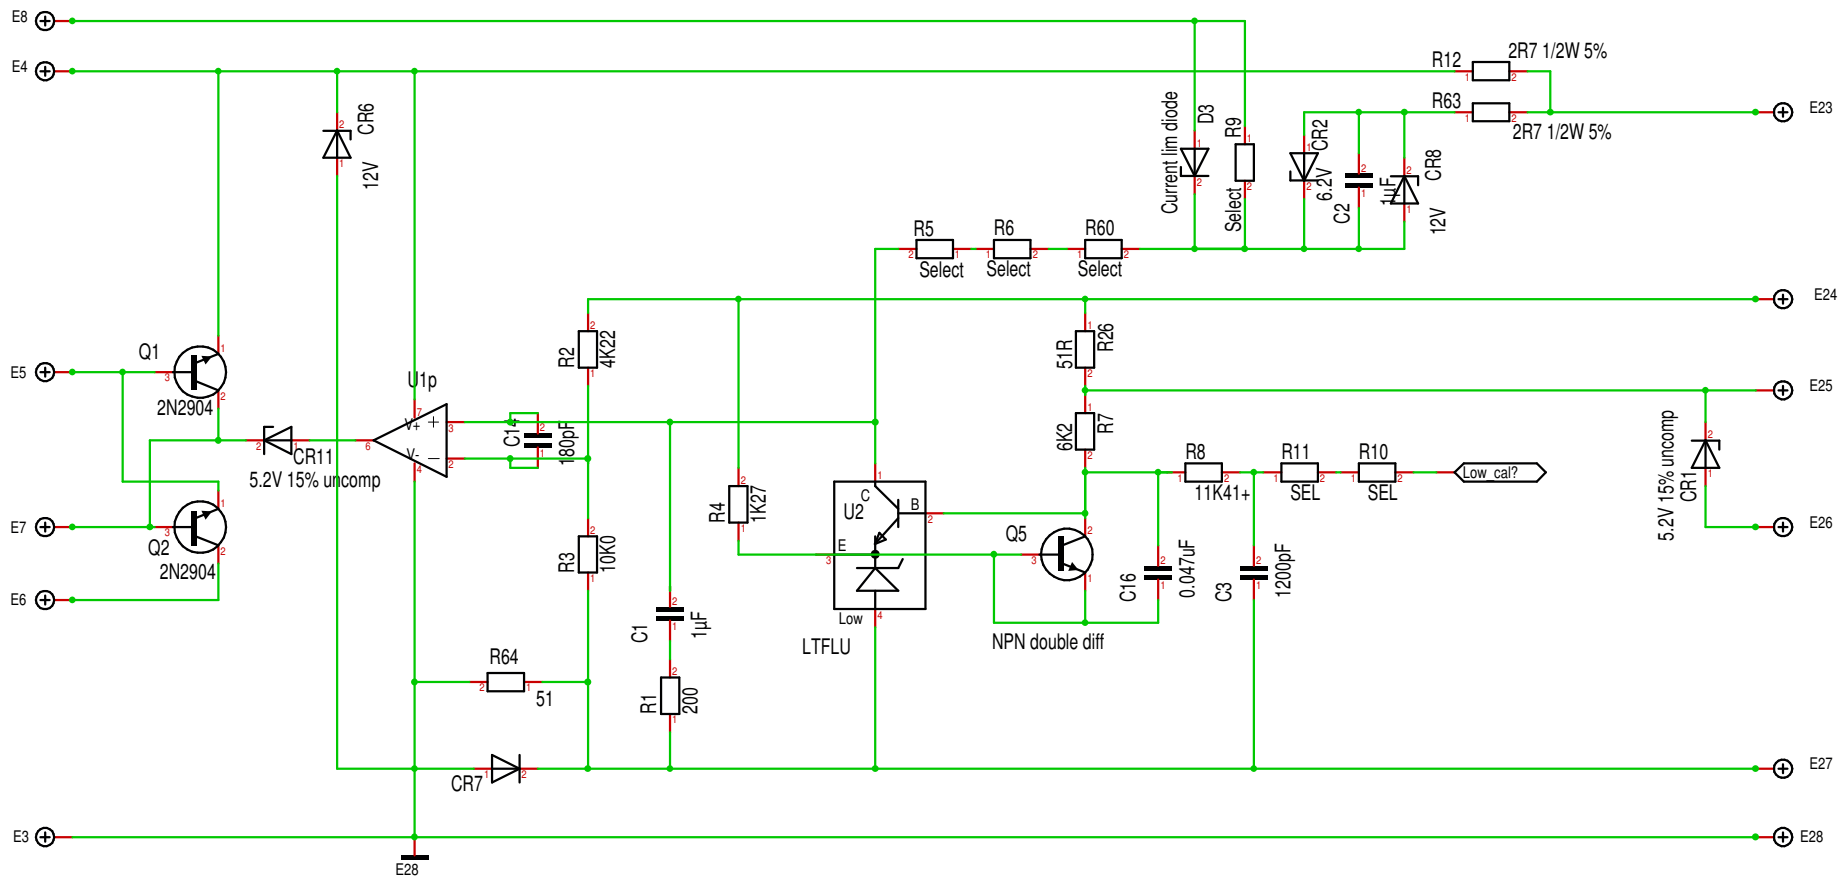 E8
E4
R12
2R7 1/2W 5%
R63
2R7 1/2W 5%
E23
CR6
12V
Current lim diode
D3
R9
Select
CR2
6.2V
C2
1µF
CR8
12V
R5
Select
R6
Select
R60
Select
E24
E5
Q1
2N2904
U1p
V+
V-
R2
4K22
R26
51R
E25
CR11
5.2V 15% uncomp
C14
180pF
R7
6K2
R8
11K41+
R11
SEL
R10
SEL
Low_cal?
5.2V 15% uncomp
CR1
E7
Q2
2N2904
R4
1K27
C
U2
B
E
Low
LTFLU
Q5
NPN double diff
E26
R3
10K0
C16
0.047uF
C3
1200pF
E6
C1
1µF
R64
51
R1
200
CR7
E27
E3
E28
E28